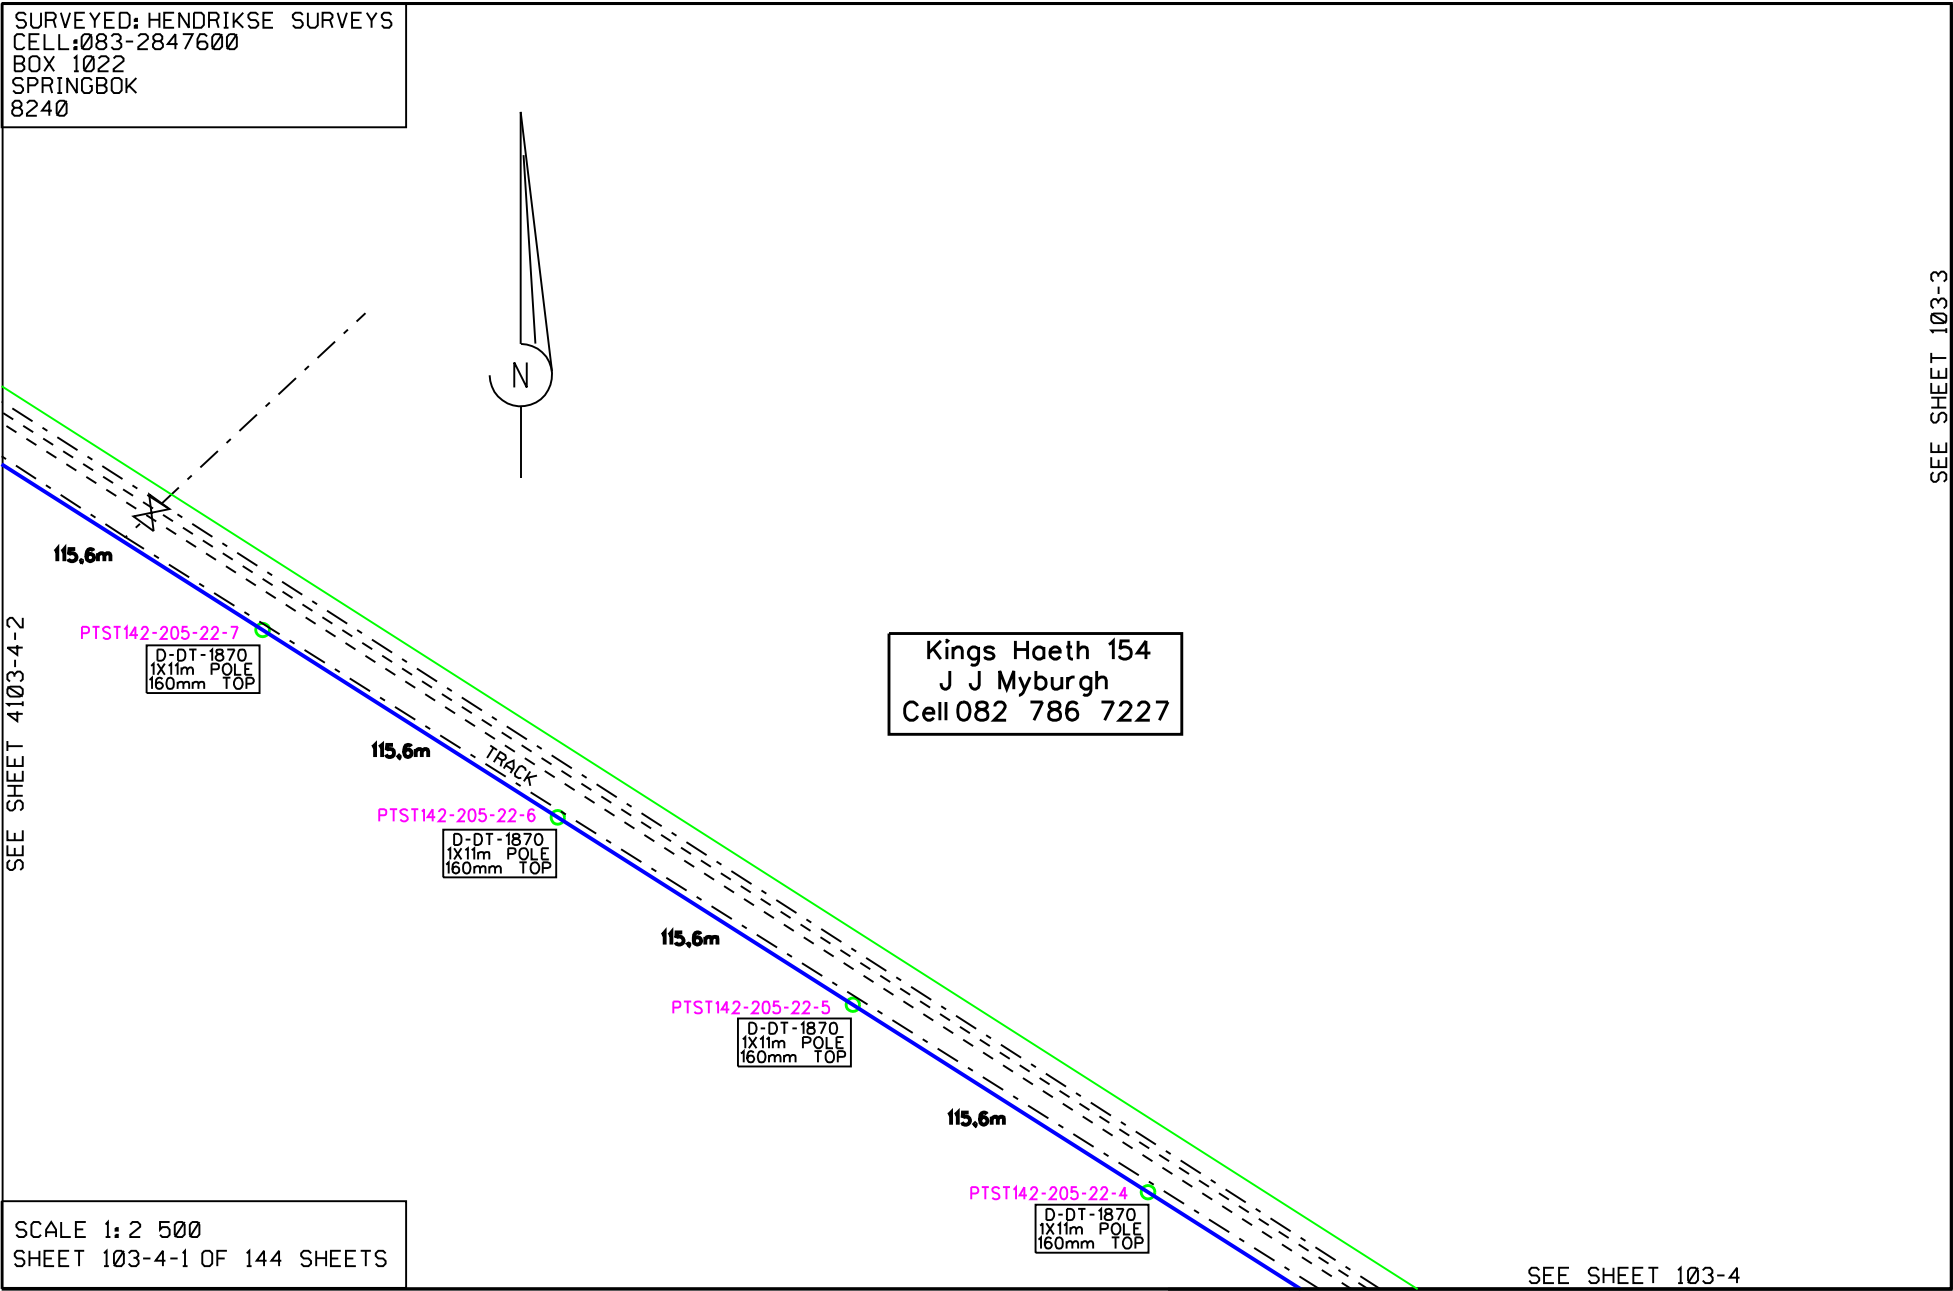 SURVEYED: HENDRIKSE SURVEYS
CELL:083-2847600
BOX 1022
SPRINGBOK
8240
N
SEE SHEET 103-3
115,6m
PTST142-205-22-7
D-DT-1870
1X11m POLE
160mm TOP
SEE SHEET 4103-4-2
Kings Haeth 154
J J Myburgh
Cell 082 786 7227
115,6m
TRACK
PTST142-205-22-6
D-DT-1870
1X11m POLE
160mm TOP
115,6m
PTST142-205-22-5
D-DT-1870
1X11m POLE
160mm TOP
115,6m
PTST142-205-22-4
D-DT-1870
1X11m POLE
160mm TOP
SCALE 1:2 500
SHEET 103-4-1 OF 144 SHEETS
SEE SHEET 103-4